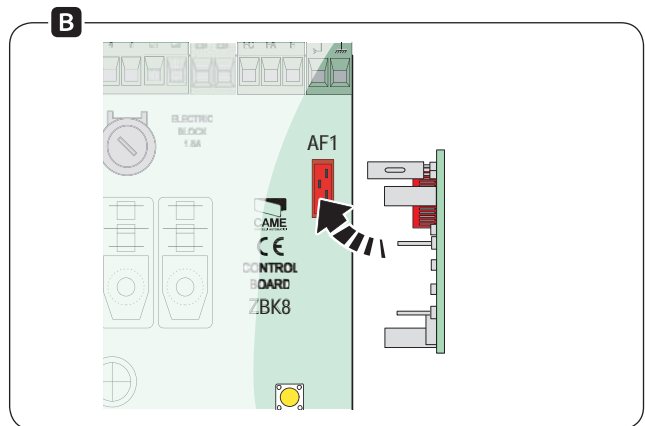 B
ELECTRIC
BLOCK
1.6A
AF1
CAME
CE
CONTROL
BOARD
ZBK8